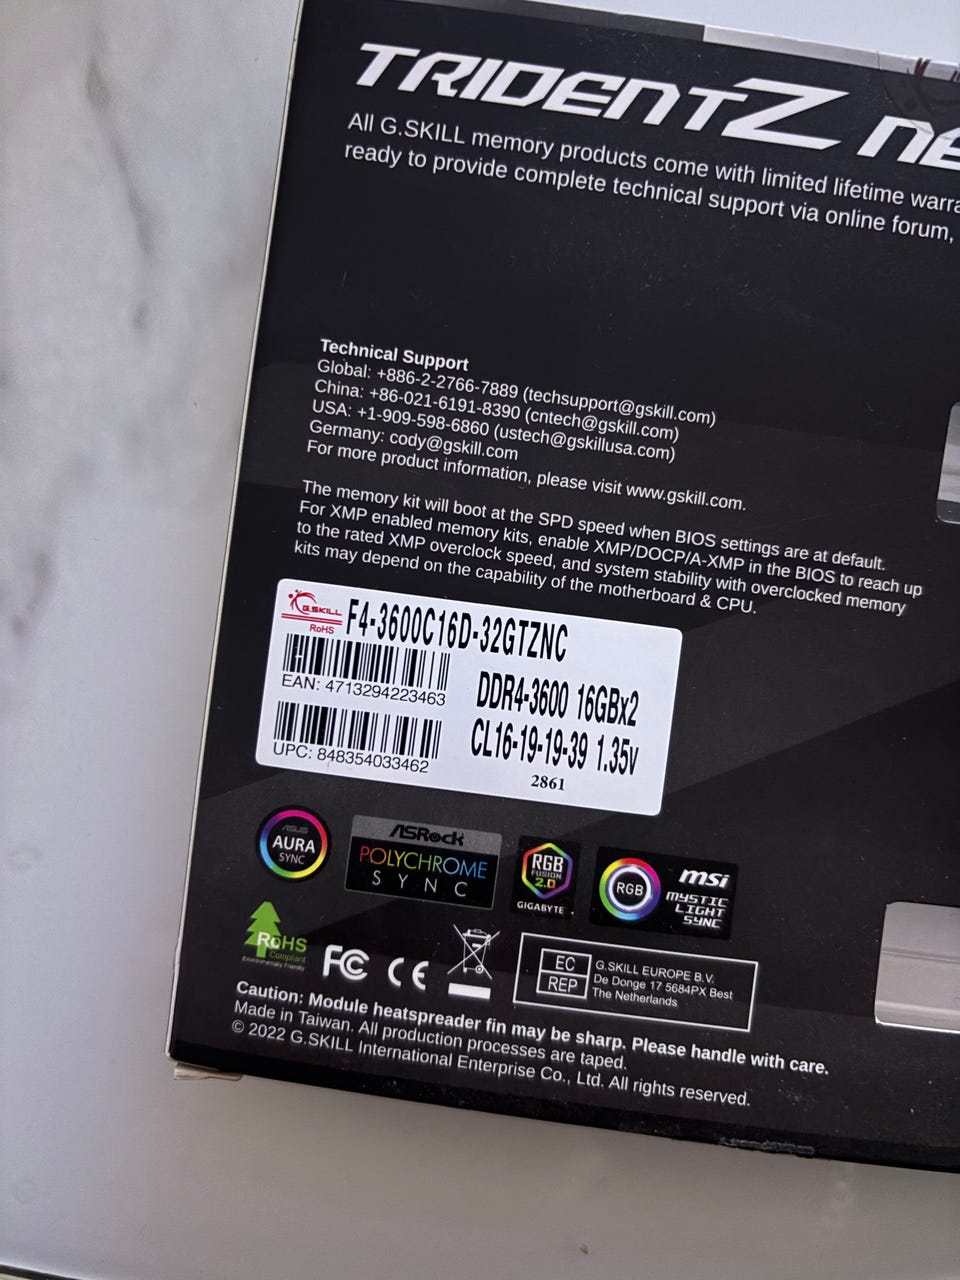 TRIDENTZ
All G.SKILL memory products come with limited lifetime
ready to provide complete technical support via online forum,
Technical Support
Global: +886-2-2766-7889 (techsupport@gskill.com)
China: +86-021-6191-8390 (cntech@gskill.com)
USA: +1-909-598-6860 (ustech@gskillusa.com)
Germany: cody@gskill.com
For more product information, please visit www.gskill.com.
The memory kit will boot at the SPD speed when BIOS settings are at default.
For XMP enabled memory kits, enable XMP/DOCP/A-XMP in the BIOS to reach up
to the rated XMP overclock speed, and system stability with overclocked memory
kits may depend on the capability of the motherboard & CPU.
G.SKILL
RoHS
F4-3600C16D-32GTZNC
EAN: 4713294223463
DDR4-3600 16GBx2
CL16-19-19-39 1.35v
UPC: 848354033462
2861
ASUS
AURA
SYNC
ASRock
POLYCHROME
SYNC
RGB
FUSION
2.0
GIGABYTE
RGB
msi
MYSTIC
LIGHT
SYNC
RoHS
Compliant
Environmentally Friendly
FC CE
EC
REP
G.SKILL EUROPE B.V.
De Donge 17 5684PX Best
The Netherlands
Caution: Module heatspreader fin may be sharp. Please handle with care.
Made in Taiwan. All production processes are taped.
© 2022 G.SKILL International Enterprise Co., Ltd. All rights reserved.